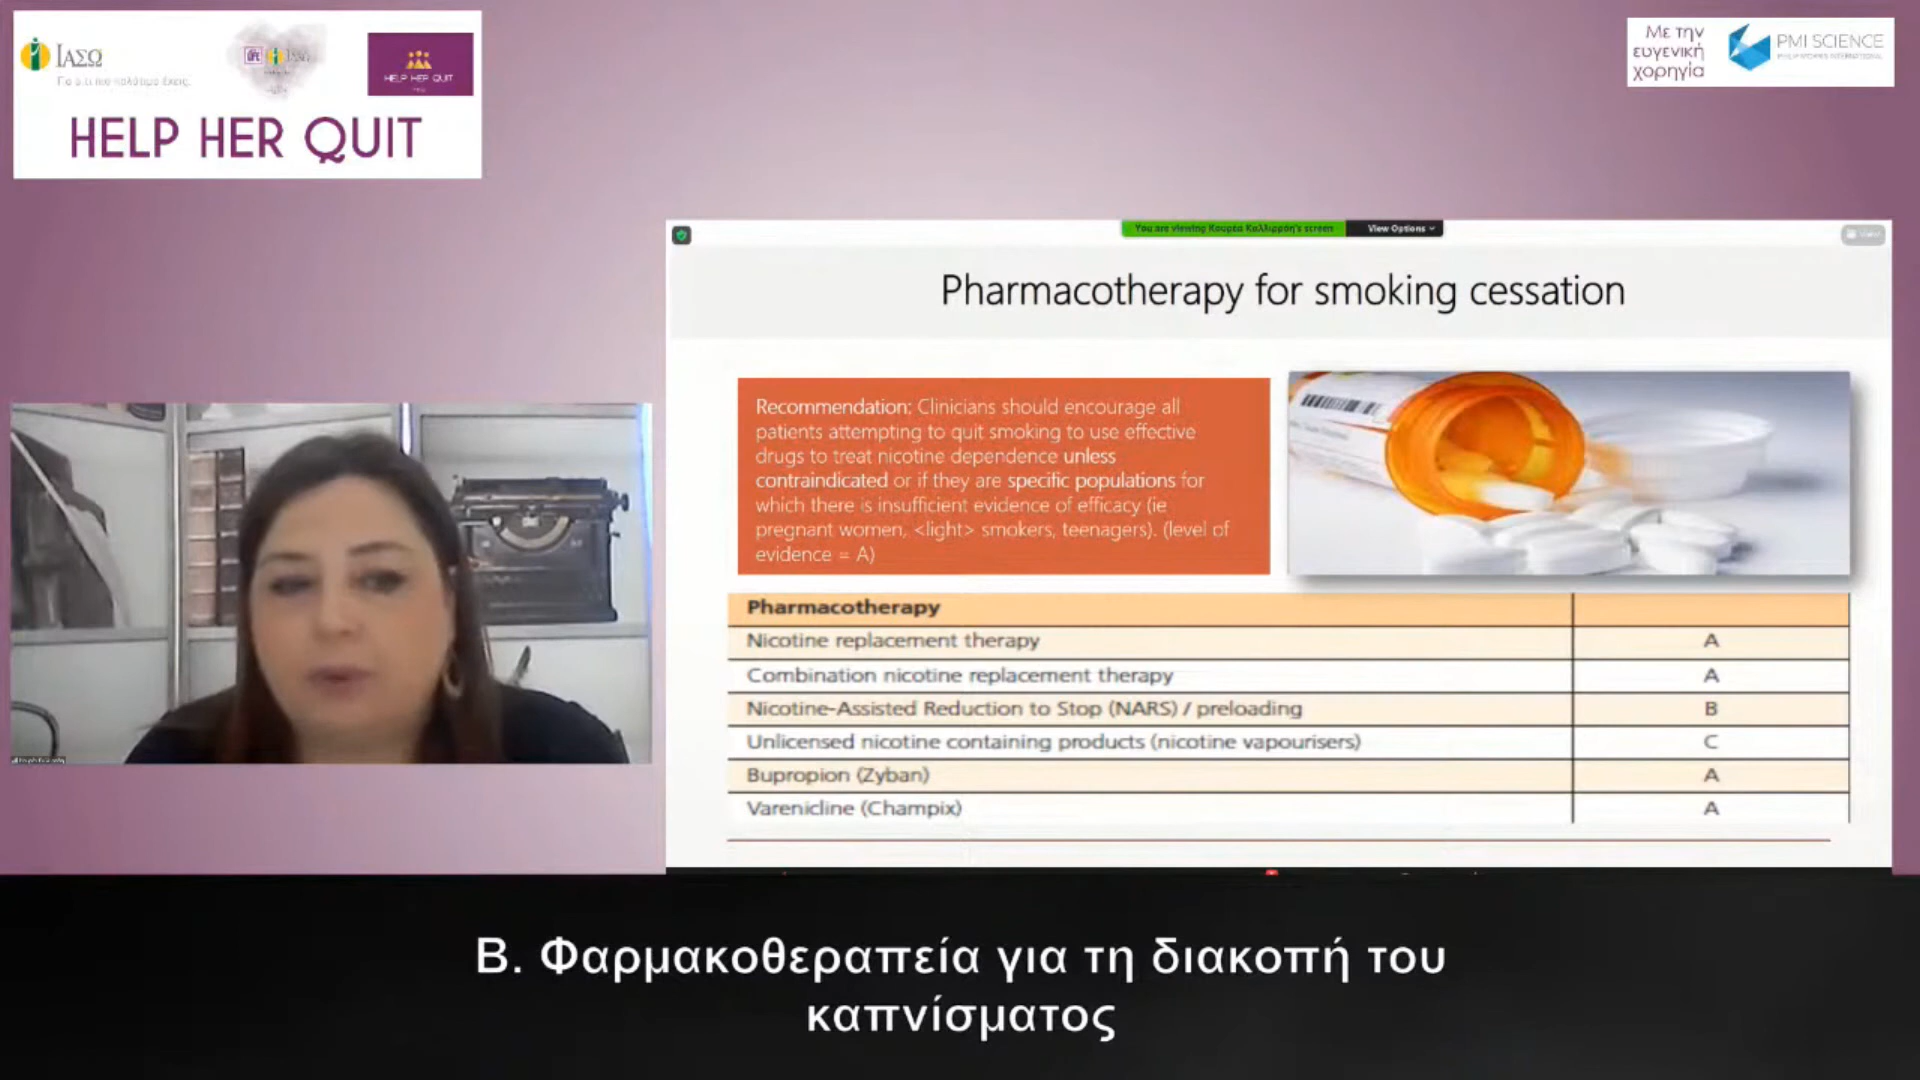 ΙΑΣΩ
Για ό,τι πιο πολύτιμο έχεις.
HELP HER QUIT
HELP HER QUIT
Με την
ευγενική
χορηγία
PMI SCIENCE
PHILIP MORRIS INTERNATIONAL
You are viewing Κουρέα Καλλιρρόη's screen
View Options
Pharmacotherapy for smoking cessation
Recommendation: Clinicians should encourage all
patients attempting to quit smoking to use effective
drugs to treat nicotine dependence unless
contraindicated or if they are specific populations for
which there is insufficient evidence of efficacy (ie
pregnant women, <light> smokers, teenagers). (level of
evidence = A)
Pharmacotherapy
Nicotine replacement therapy A
Combination nicotine replacement therapy A
Nicotine-Assisted Reduction to Stop (NARS) / preloading B
Unlicensed nicotine containing products (nicotine vapourisers) C
Bupropion (Zyban) A
Varenicline (Champix) A
Β. Φαρμακοθεραπεία για τη διακοπή του
καπνίσματος